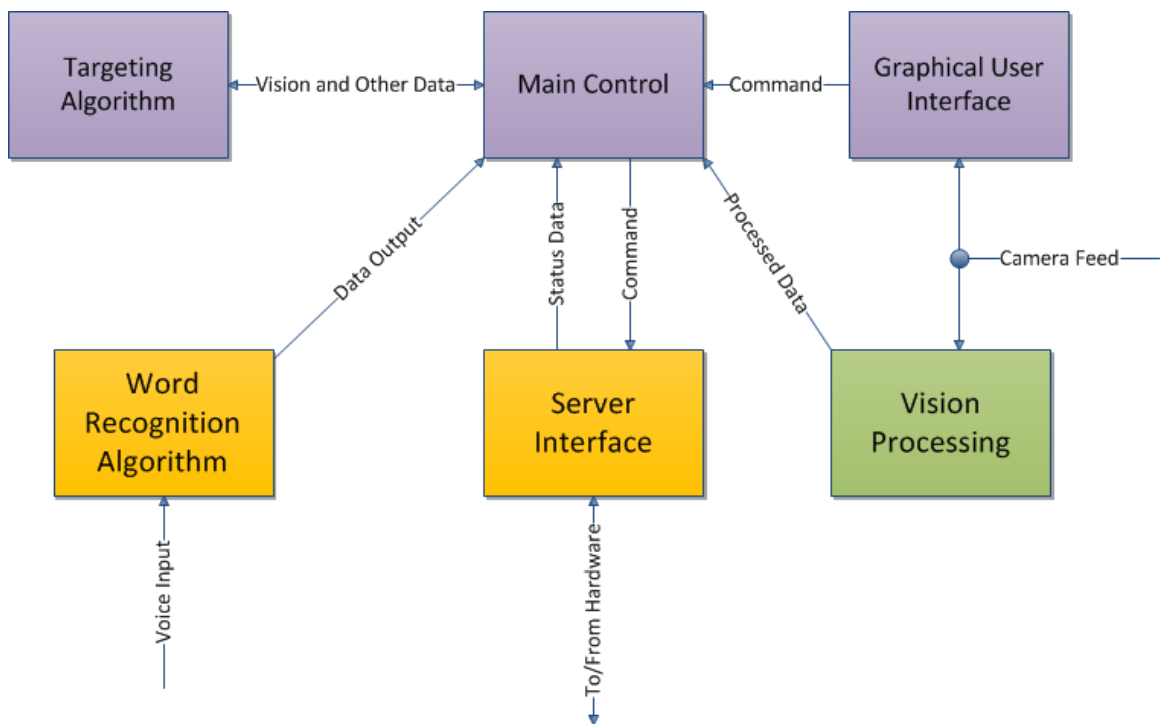 Targeting
Algorithm
Vision and Other Data
Main Control
Command
Graphical User
Interface
Data Output
Status Data
Command
Processed Data
Camera Feed
Word
Recognition
Algorithm
Server
Interface
Vision
Processing
Voice Input
To/From Hardware